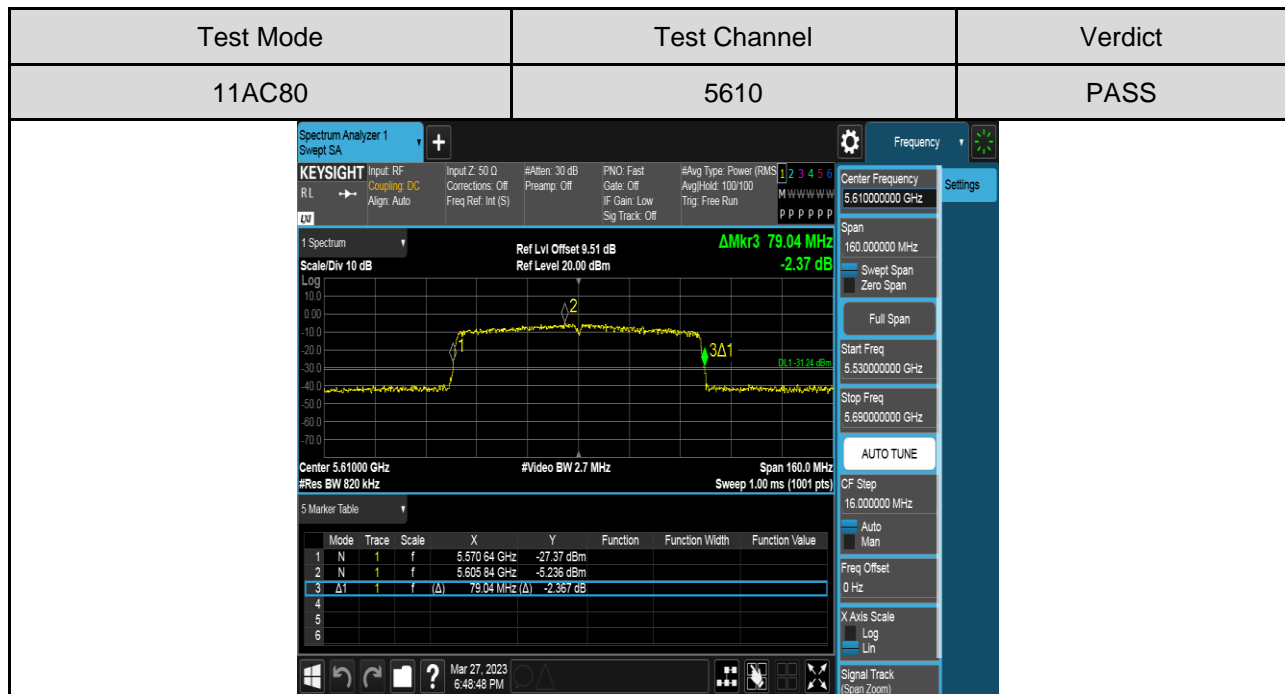 Test Mode Test Channel Verdict
11AC80 5610 PASS
Spectrum Analyzer 1
Swept SA
+
Frequency
KEYSIGHT Input: RF Input Z: 50 Ω #Atten: 30 dB PNO: Fast #Avg Type: Power (RMS 1 2 3 4 5 6
RL Coupling: DC Corrections: Off Preamp: Off Gate: Off Avg|Hold: 100/100 M W W W W W
Align: Auto Freq Ref: Int (S) IF Gain: Low Trig: Free Run
LXI Sig Track: Off P P P P P P
1 Spectrum Ref Lvl Offset 9.51 dB ΔMkr3 79.04 MHz
Scale/Div 10 dB Ref Level 20.00 dBm -2.37 dB
Log
10.0
0.00
-10.0
-20.0
-30.0
-40.0
-50.0
-60.0
-70.0
1
2
3Δ1
DL1 -31.24 dBm
Center 5.61000 GHz #Video BW 2.7 MHz Span 160.0 MHz
#Res BW 820 kHz Sweep 1.00 ms (1001 pts)
5 Marker Table
Mode Trace Scale X Y Function Function Width Function Value
1 N 1 f 5.570 64 GHz -27.37 dBm
2 N 1 f 5.605 84 GHz -5.236 dBm
3 Δ1 1 f (Δ) 79.04 MHz (Δ) -2.367 dB
4
5
6
?
Mar 27, 2023
6:48:48 PM
Center Frequency
5.610000000 GHz
Settings
Span
160.000000 MHz
Swept Span
Zero Span
Full Span
Start Freq
5.530000000 GHz
Stop Freq
5.690000000 GHz
AUTO TUNE
CF Step
16.000000 MHz
Auto
Man
Freq Offset
0 Hz
X Axis Scale
Log
Lin
Signal Track
(Span Zoom)